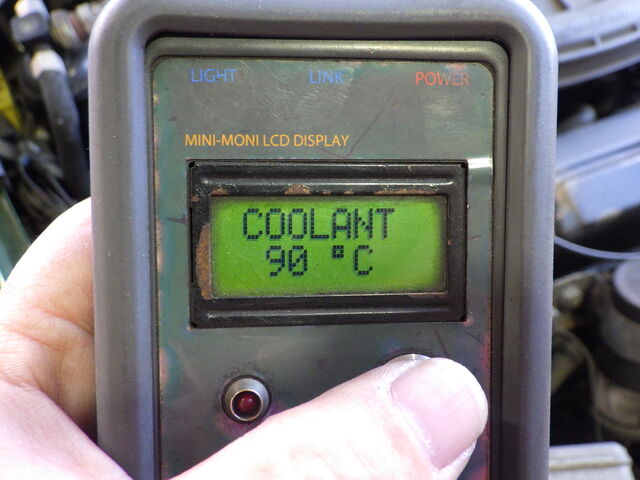 LIGHT LINK POWER
MINI-MONI LCD DISPLAY
COOLANT
90 °C